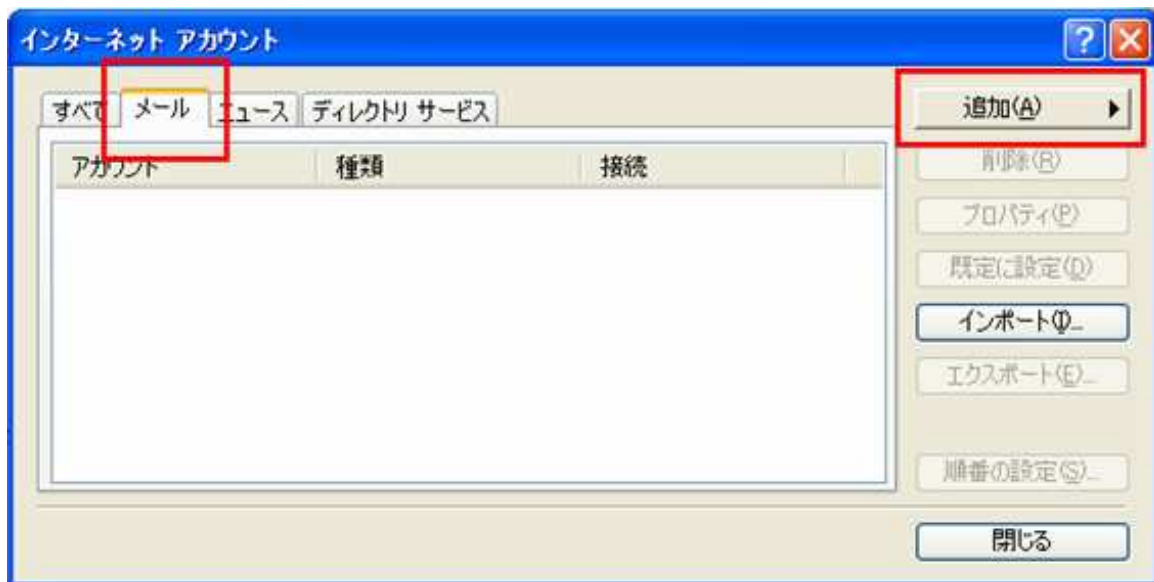 インターネット アカウント
すべて メール ニュース ディレクトリ サービス
追加(A)
アカウント 種類 接続
削除(R)
プロパティ(P)
既定に設定(D)
インポート(I)...
エクスポート(E)...
順番の設定(S)...
閉じる